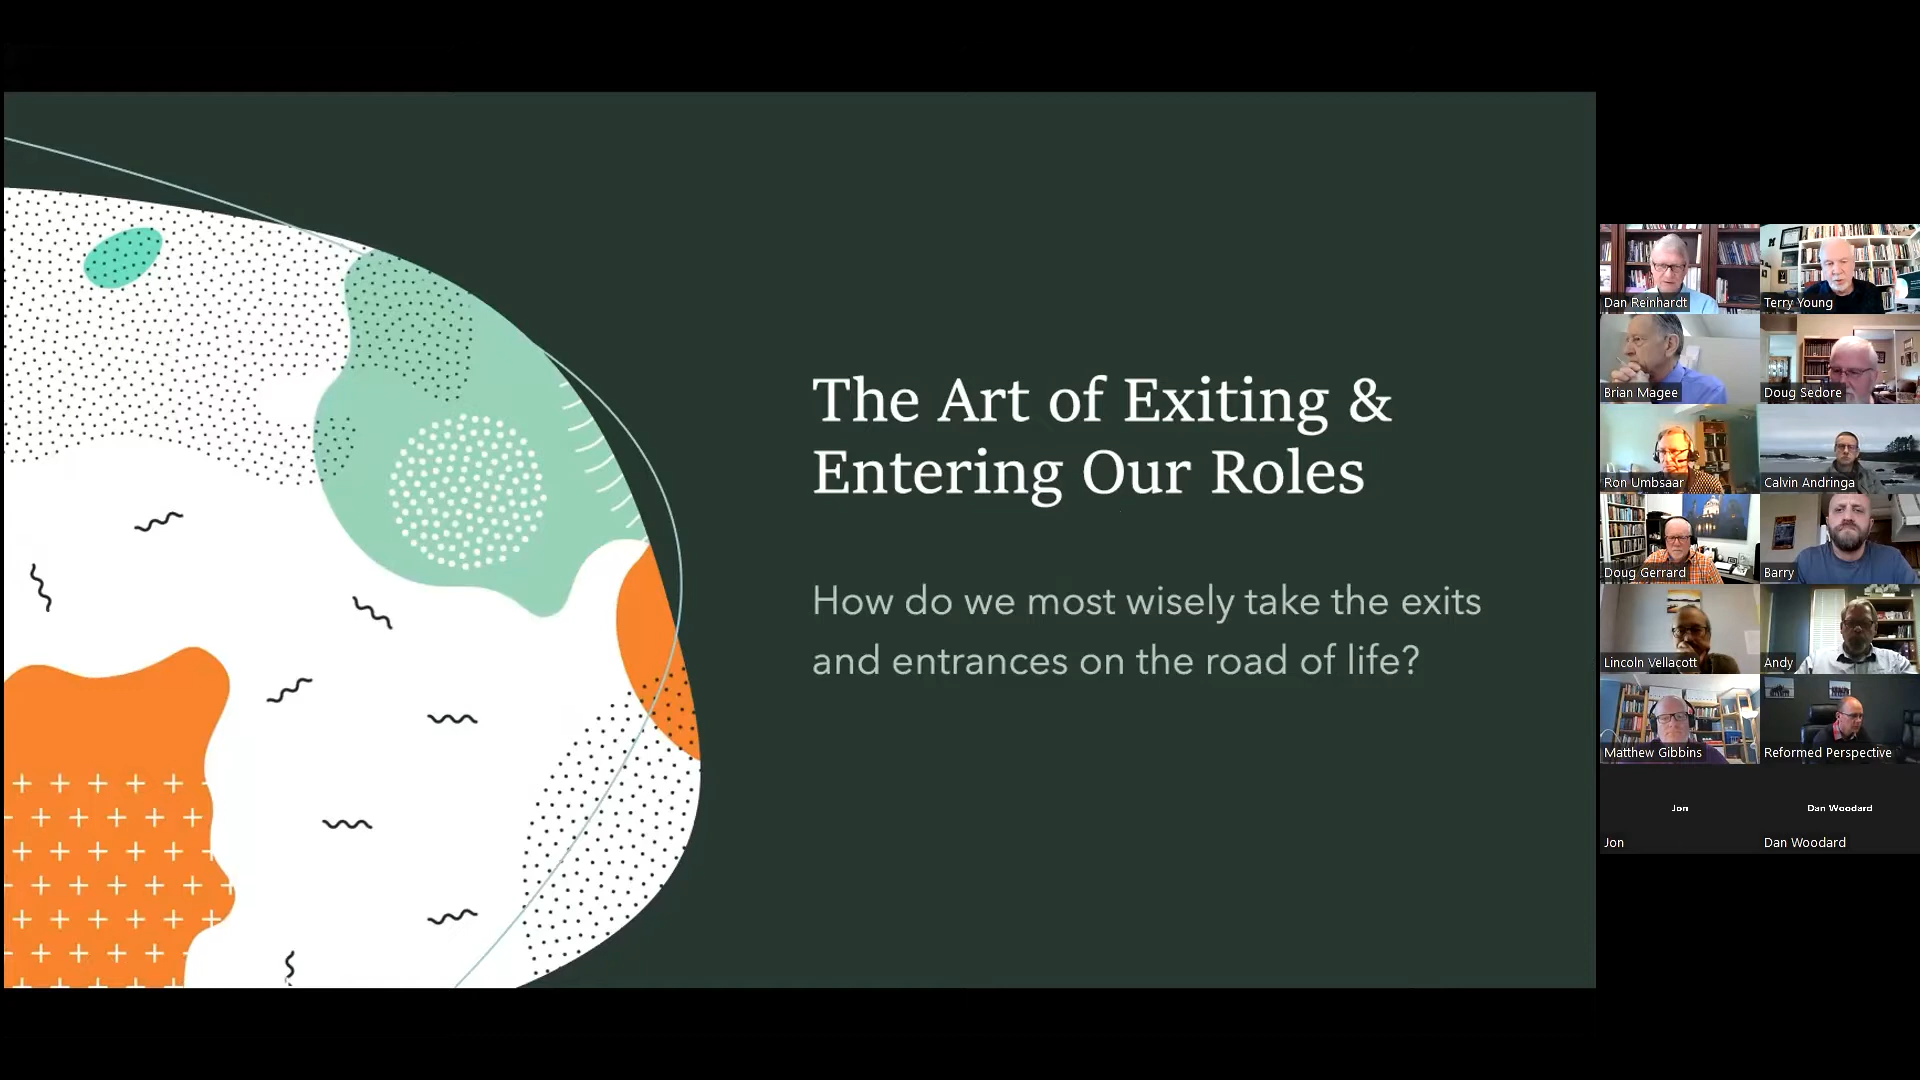 The Art of Exiting &
Entering Our Roles
How do we most wisely take the exits
and entrances on the road of life?
Dan Reinhardt
Terry Young
Brian Magee
Doug Sedore
Ron Umbsaar
Calvin Andringa
Doug Gerrard
Barry
Lincoln Vellacott
Andy
Matthew Gibbins
Reformed Perspective
Jon
Dan Woodard
Jon
Dan Woodard